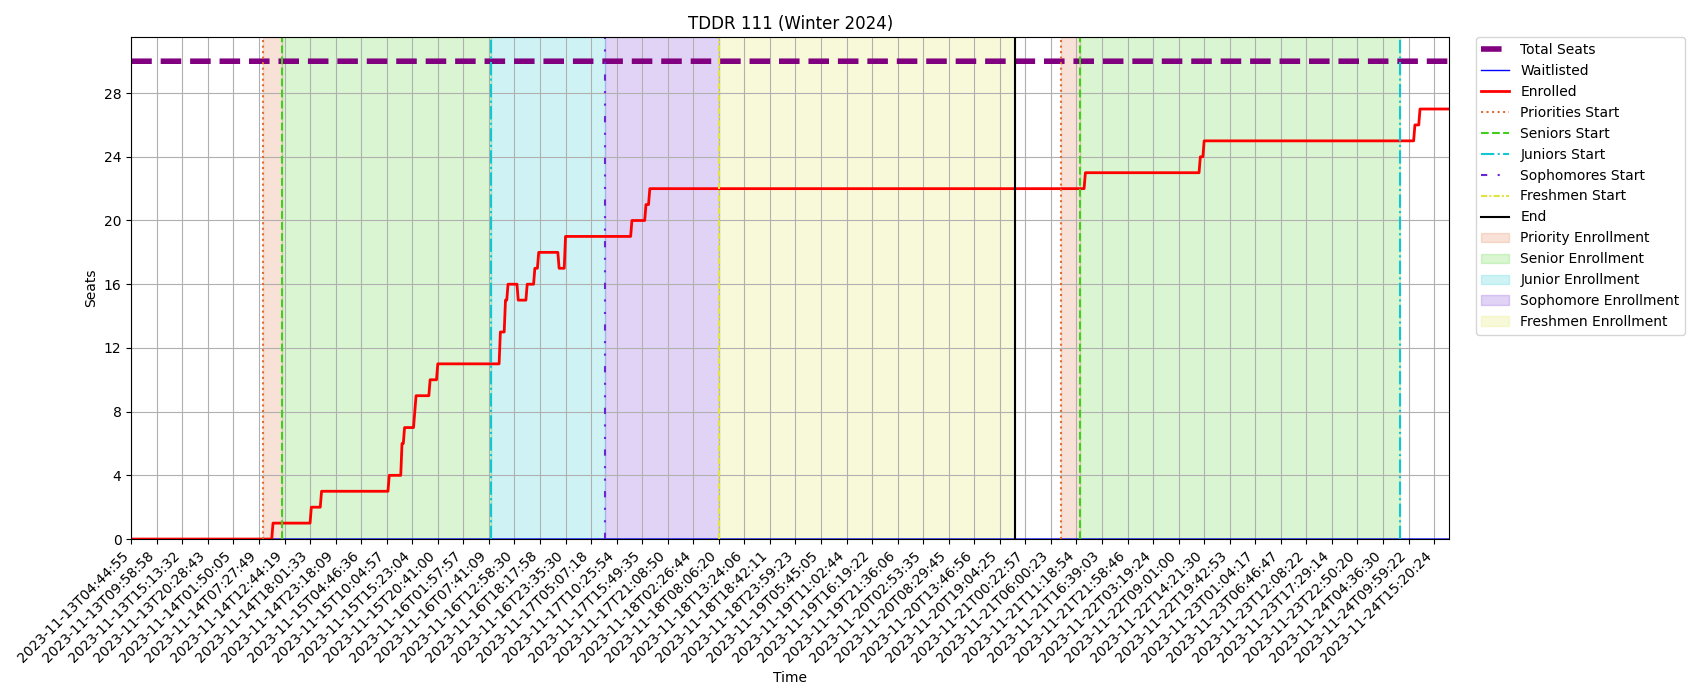 TDDR 111 (Winter 2024)
Seats
28
24
20
16
12
8
4
0
2023-11-13T04:44:55
2023-11-13T09:58:58
2023-11-13T15:13:32
2023-11-13T20:28:43
2023-11-14T01:50:05
2023-11-14T07:27:49
2023-11-14T12:44:19
2023-11-14T18:01:33
2023-11-14T23:18:09
2023-11-15T04:46:36
2023-11-15T10:04:57
2023-11-15T15:23:04
2023-11-15T20:41:00
2023-11-16T01:57:57
2023-11-16T07:41:09
2023-11-16T12:58:30
2023-11-16T18:17:58
2023-11-16T23:35:30
2023-11-17T05:07:18
2023-11-17T10:25:54
2023-11-17T15:49:35
2023-11-17T21:08:50
2023-11-18T02:26:44
2023-11-18T08:06:20
2023-11-18T13:24:06
2023-11-18T18:42:11
2023-11-18T23:59:23
2023-11-19T05:45:05
2023-11-19T11:02:44
2023-11-19T16:19:22
2023-11-19T21:36:06
2023-11-20T02:53:35
2023-11-20T08:29:45
2023-11-20T13:46:56
2023-11-20T19:04:25
2023-11-21T00:22:57
2023-11-21T06:00:23
2023-11-21T11:18:54
2023-11-21T16:39:03
2023-11-21T21:58:46
2023-11-22T03:19:24
2023-11-22T09:01:00
2023-11-22T14:21:30
2023-11-22T19:42:53
2023-11-23T01:04:17
2023-11-23T06:46:47
2023-11-23T12:08:22
2023-11-23T17:29:14
2023-11-23T22:50:20
2023-11-24T04:36:30
2023-11-24T09:59:22
2023-11-24T15:20:24
Time
Total Seats
Waitlisted
Enrolled
Priorities Start
Seniors Start
Juniors Start
Sophomores Start
Freshmen Start
End
Priority Enrollment
Senior Enrollment
Junior Enrollment
Sophomore Enrollment
Freshmen Enrollment